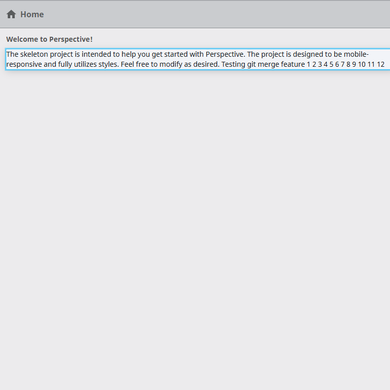 Home
Welcome to Perspective!
The skeleton project is intended to help you get started with Perspective. The project is designed to be mobile-
responsive and fully utilizes styles. Feel free to modify as desired. Testing git merge feature 1 2 3 4 5 6 7 8 9 10 11 12